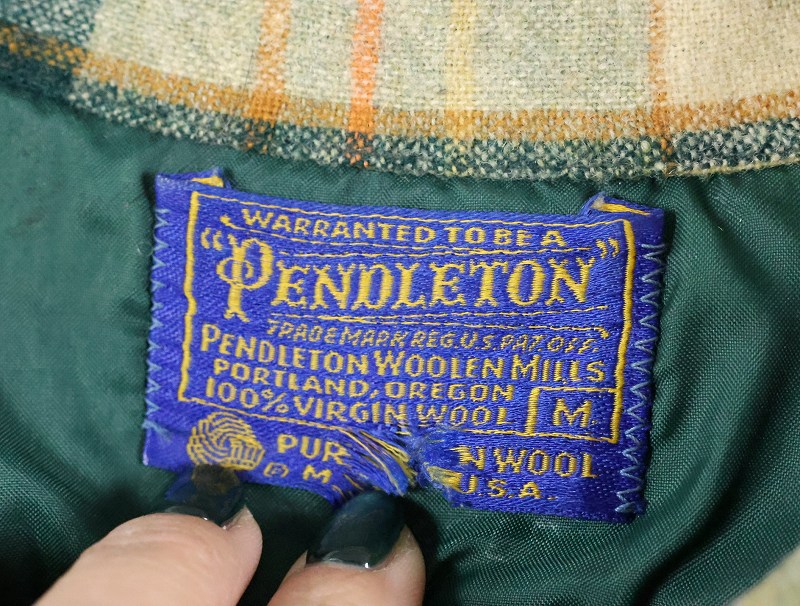 WARRANTED TO BE A
"PENDLETON"
TRADE MARK REG. U.S. PAT. OFF.
PENDLETON WOOLEN MILLS
PORTLAND, OREGON
100% VIRGIN WOOL M
PUR N WOOL
M U.S.A.